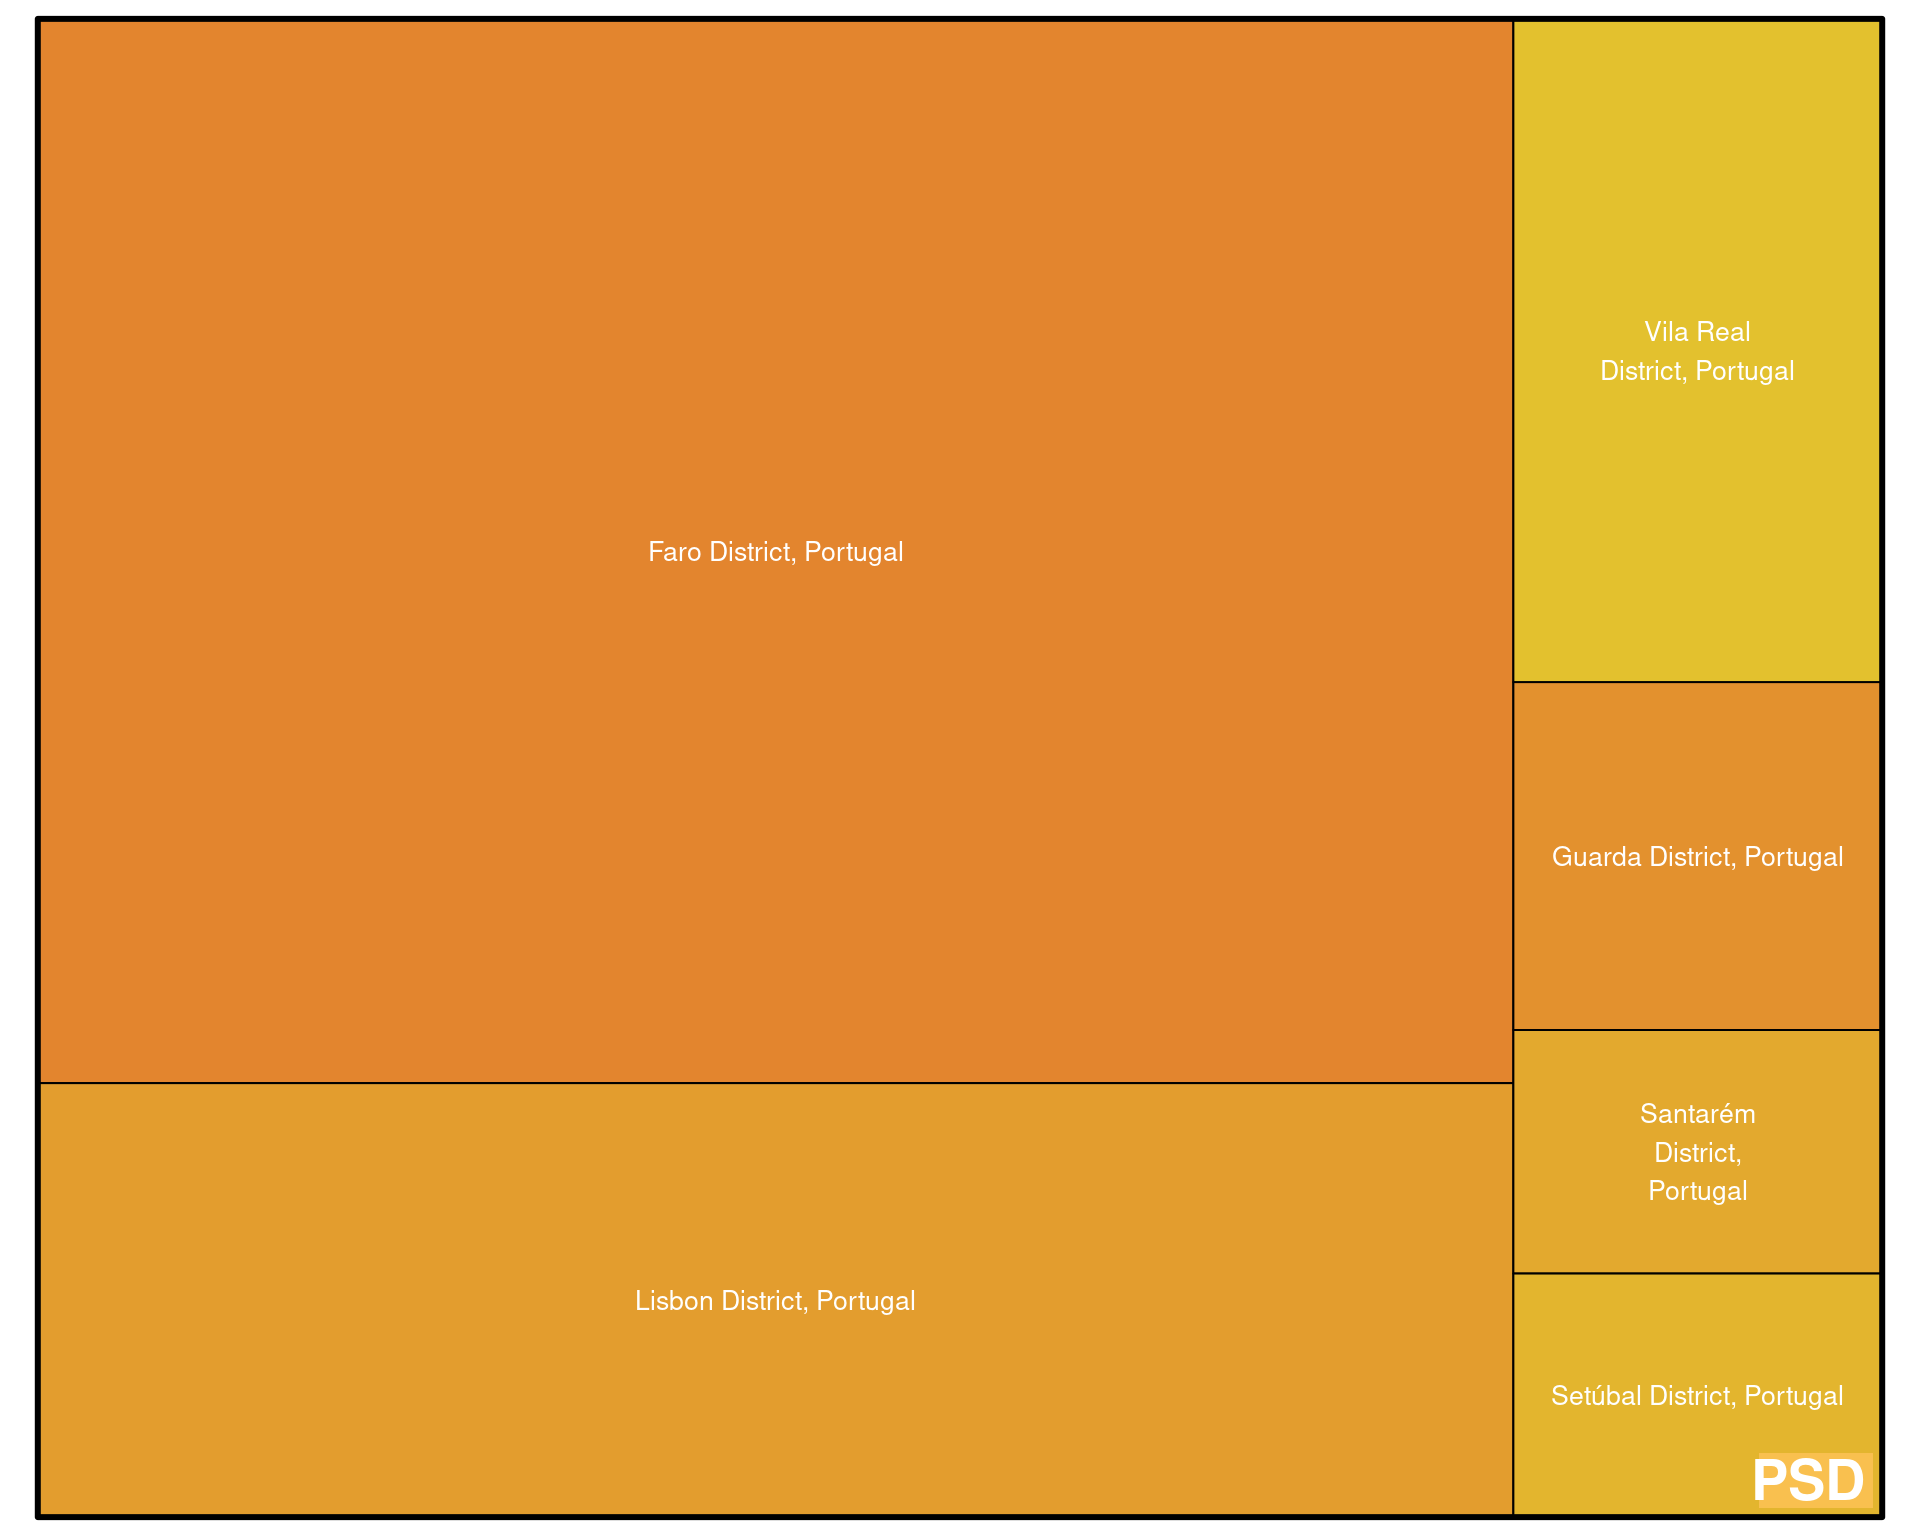 Faro District, Portugal
Lisbon District, Portugal
Vila Real
District, Portugal
Guarda District, Portugal
Santarém
District,
Portugal
Setúbal District, Portugal
PSD